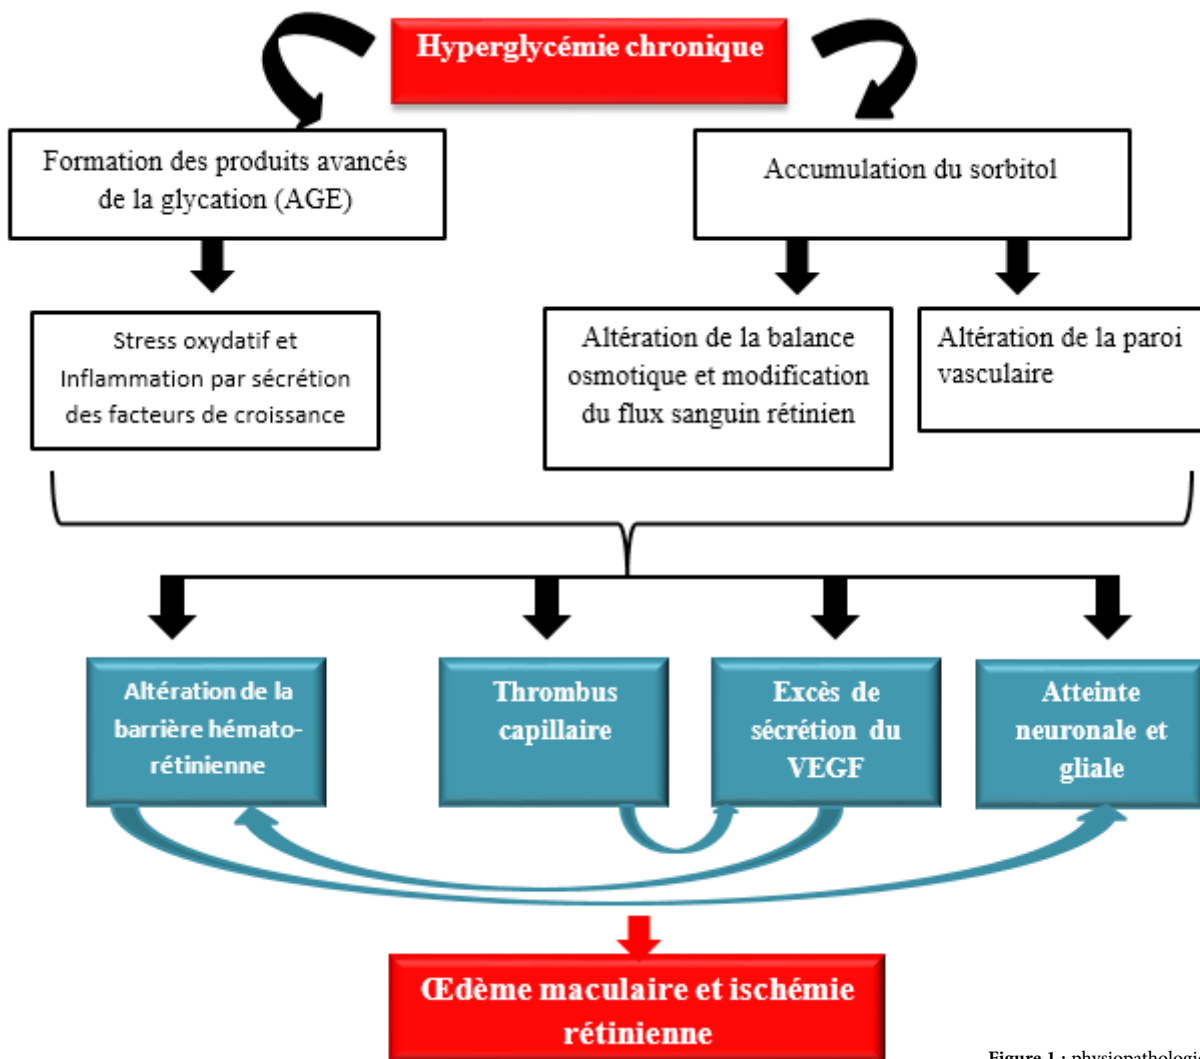 Hyperglycémie chronique
Formation des produits avancés
de la glycation (AGE)
Accumulation du sorbitol
Stress oxydatif et
Inflammation par sécrétion
des facteurs de croissance
Altération de la balance
osmotique et modification
du flux sanguin rétinien
Altération de la paroi
vasculaire
Altération de la
barrière hémato-
rétinienne
Thrombus
capillaire
Excès de
sécrétion du
VEGF
Atteinte
neuronale et
gliale
Œdème maculaire et ischémie
rétinienne
Figure 1 :